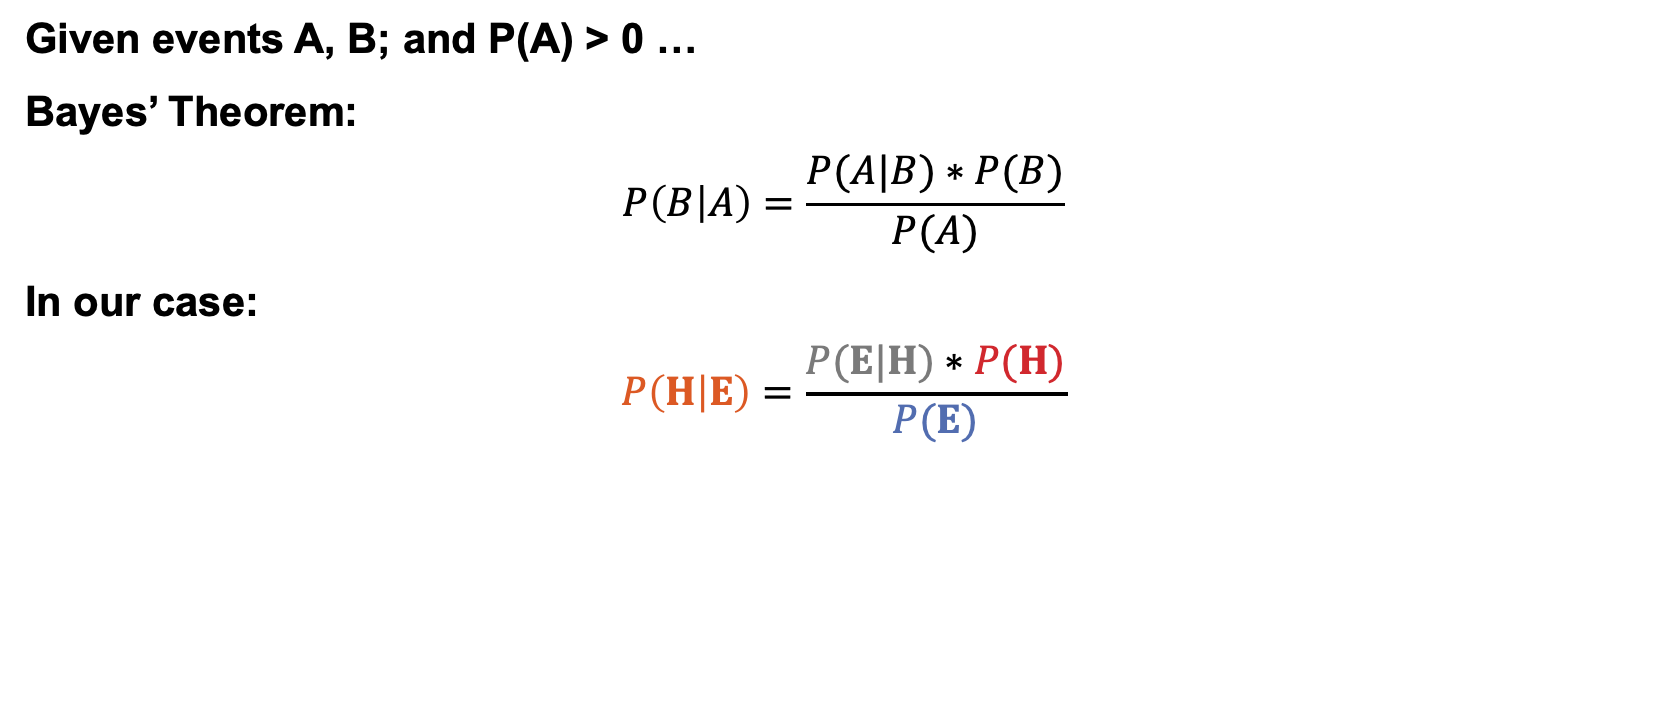 Given events A, B; and P(A) > 0 …
Bayes’ Theorem:
P(B|A) = P(A|B) * P(B) / P(A)
In our case:
P(H|E) = P(E|H) * P(H) / P(E)